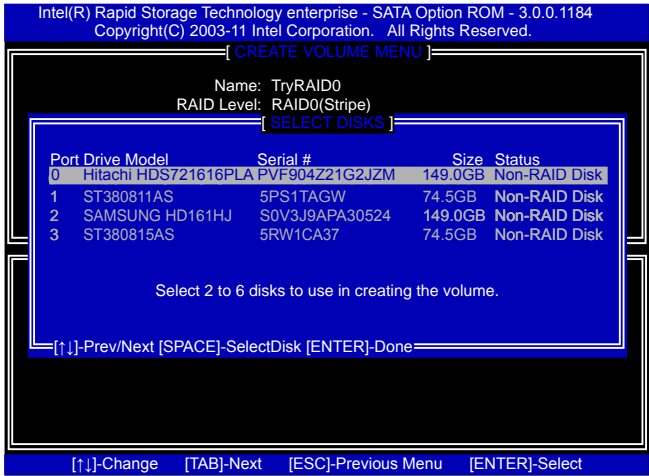 Intel(R) Rapid Storage Technology enterprise - SATA Option ROM - 3.0.0.1184
Copyright(C) 2003-11 Intel Corporation. All Rights Reserved.
[ CREATE VOLUME MENU ]
Name: TryRAID0
RAID Level: RAID0(Stripe)
[ SELECT DISKS ]
Port Drive Model Serial # Size Status
0 Hitachi HDS721616PLA PVF904Z21G2JZM 149.0GB Non-RAID Disk
1 ST380811AS 5PS1TAGW 74.5GB Non-RAID Disk
2 SAMSUNG HD161HJ S0V3J9APA30524 149.0GB Non-RAID Disk
3 ST380815AS 5RW1CA37 74.5GB Non-RAID Disk
Select 2 to 6 disks to use in creating the volume.
[↑↓]-Prev/Next [SPACE]-SelectDisk [ENTER]-Done
[↑↓]-Change [TAB]-Next [ESC]-Previous Menu [ENTER]-Select